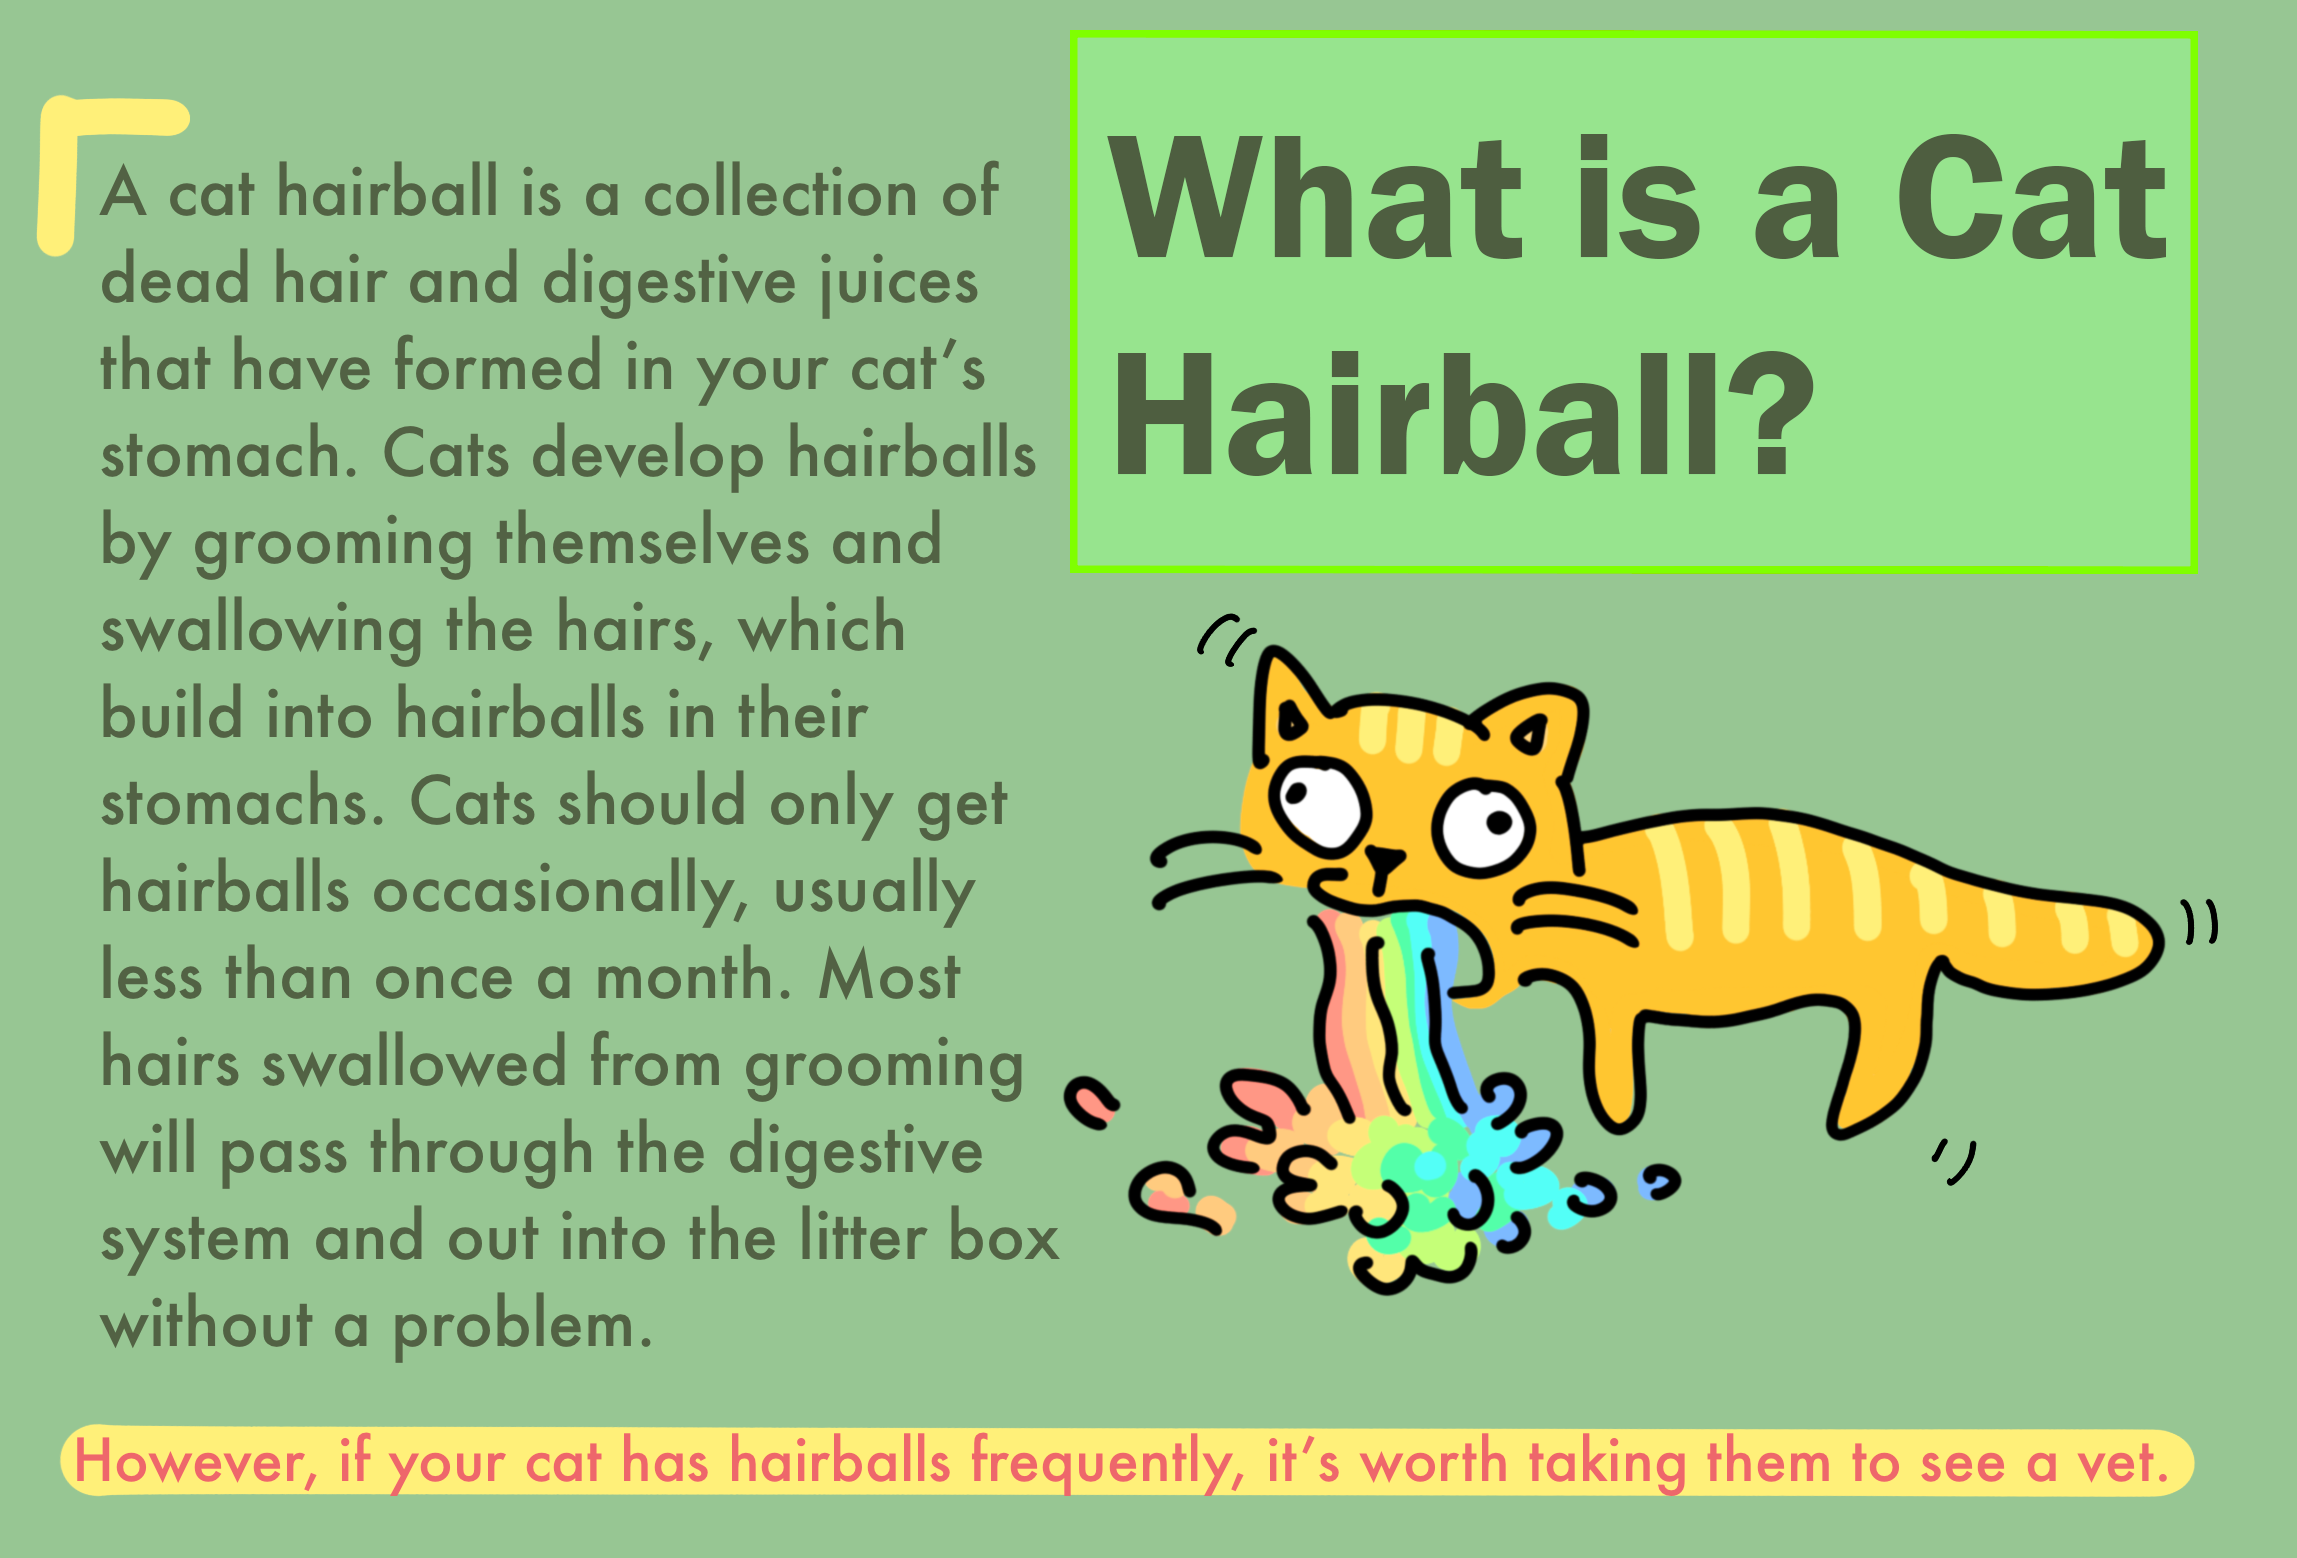 What is a Cat
Hairball?
A cat hairball is a collection of
dead hair and digestive juices
that have formed in your cat’s
stomach. Cats develop hairballs
by grooming themselves and
swallowing the hairs, which
build into hairballs in their
stomachs. Cats should only get
hairballs occasionally, usually
less than once a month. Most
hairs swallowed from grooming
will pass through the digestive
system and out into the litter box
without a problem.
However, if your cat has hairballs frequently, it’s worth taking them to see a vet.